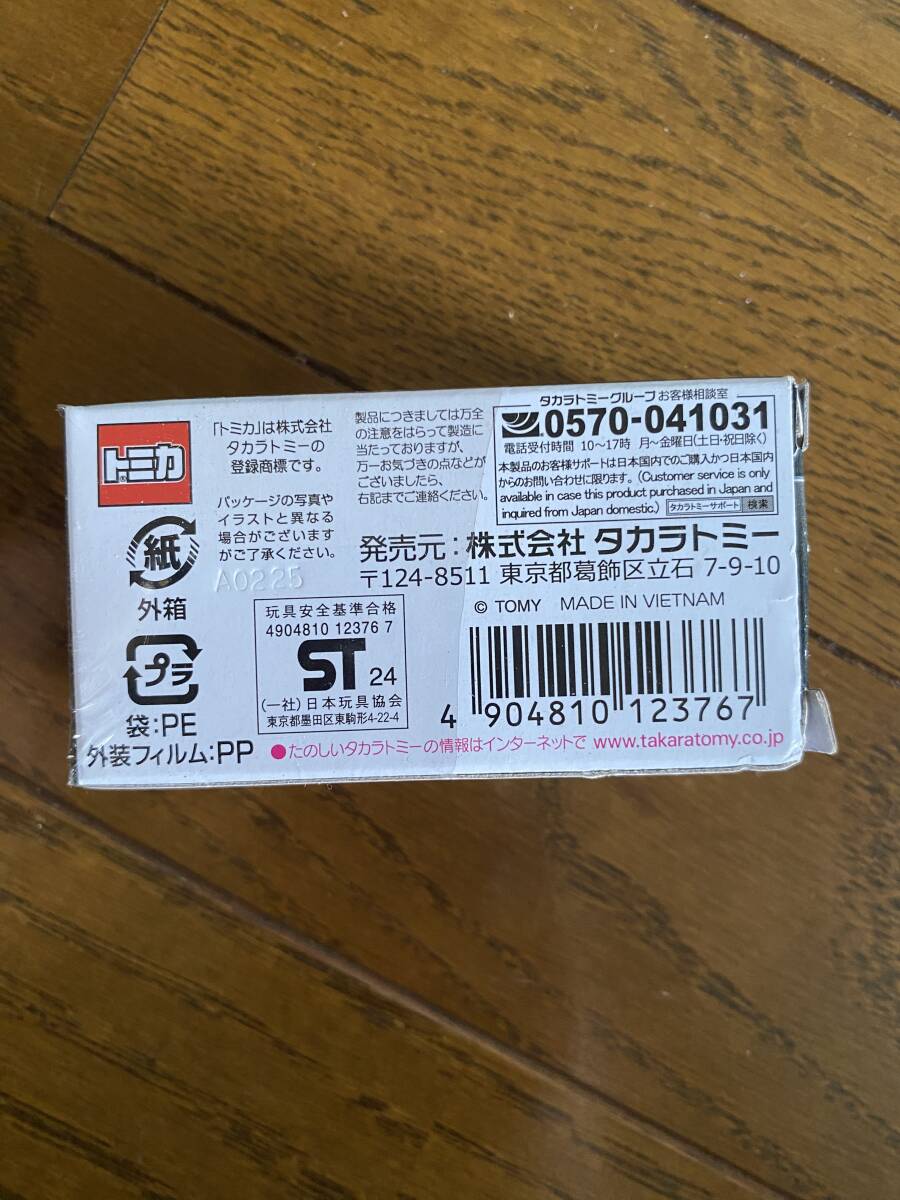 トミカ
®
「トミカ」は株式会社
タカラトミーの
登録商標です。
パッケージの写真や
イラストと異なる
場合がございます
がご了承ください。
A0225
紙
外箱
プラ
袋:PE
外装フィルム:PP
製品につきましては万全
の注意をはらって製造に
当たっておりますが、
万一お気づきの点などが
ございましたら、
右記までご連絡ください。
タカラトミーグループ お客様相談室
0570-041031
電話受付時間 10〜17時 月〜金曜日(土日・祝日除く)
本製品のお客様サポートは日本国内でのご購入かつ日本国内
からのお問い合わせに限ります。(Customer service is only
available in case this product purchased in Japan and
inquired from Japan domestic.) タカラトミーサポート 検索
発売元:株式会社 タカラトミー
〒124-8511 東京都葛飾区立石 7-9-10
© TOMY MADE IN VIETNAM
玩具安全基準合格
4904810 12376 7
ST 24
(一社)日本玩具協会
東京都墨田区東駒形4-22-4
4 904810 123767
●たのしいタカラトミーの情報はインターネットで www.takaratomy.co.jp